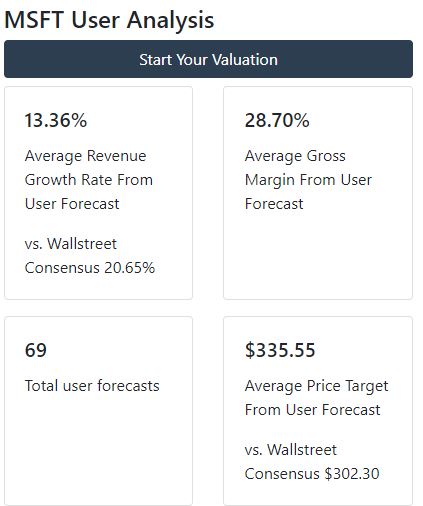 MSFT User Analysis
Start Your Valuation
13.36%
Average Revenue
Growth Rate From
User Forecast
vs. Wallstreet
Consensus 20.65%
28.70%
Average Gross
Margin From User
Forecast
69
Total user forecasts
$335.55
Average Price Target
From User Forecast
vs. Wallstreet
Consensus $302.30